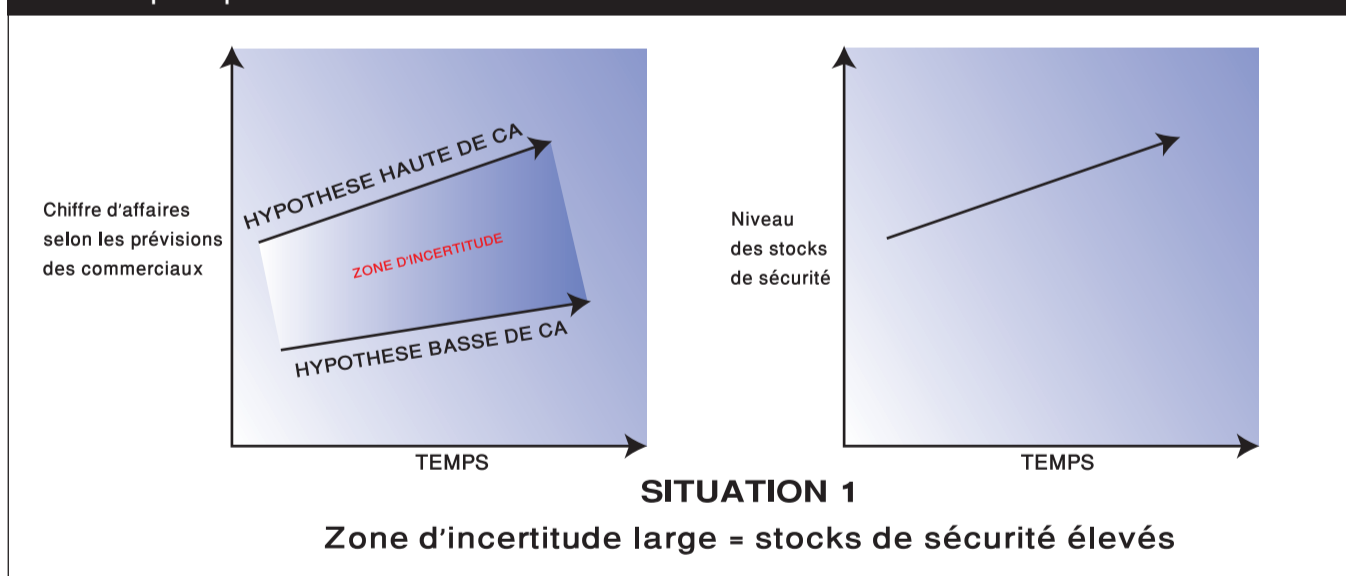 Chiffre d'affaires
selon les prévisions
des commerciaux
HYPOTHESE HAUTE DE CA
ZONE D'INCERTITUDE
HYPOTHESE BASSE DE CA
TEMPS
Niveau
des stocks
de sécurité
TEMPS
SITUATION 1
Zone d'incertitude large = stocks de sécurité élevés